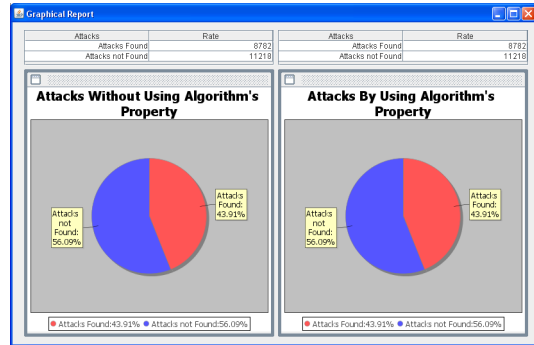 Graphical Report
Attacks Rate
Attacks Found 8782
Attacks not Found 11218
Attacks Rate
Attacks Found 8782
Attacks not Found 11218
Attacks Without Using Algorithm's
Property
Attacks
Found:
43.91%
Attacks
not
Found:
56.09%
Attacks Found:43.91% Attacks not Found:56.09%
Attacks By Using Algorithm's
Property
Attacks
Found:
43.91%
Attacks
not
Found:
56.09%
Attacks Found:43.91% Attacks not Found:56.09%